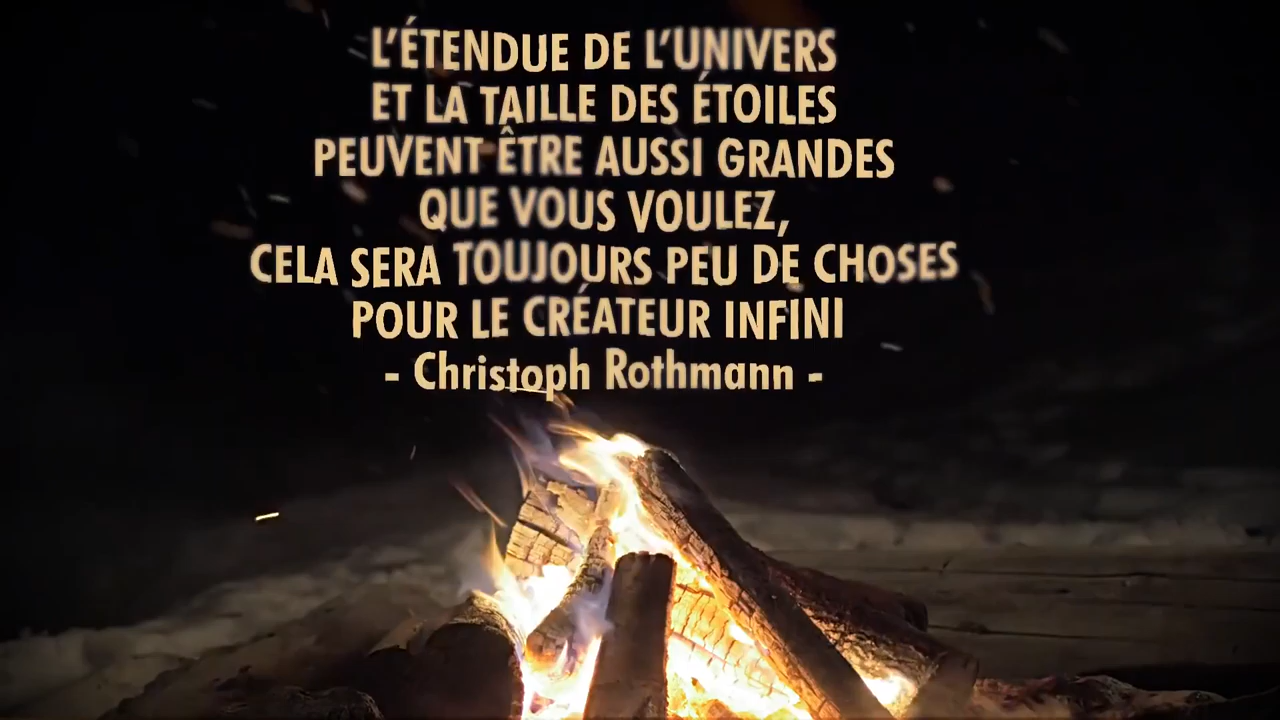 L'ÉTENDUE DE L'UNIVERS
ET LA TAILLE DES ÉTOILES
PEUVENT ÊTRE AUSSI GRANDES
QUE VOUS VOULEZ,
CELA SERA TOUJOURS PEU DE CHOSES
POUR LE CRÉATEUR INFINI
- Christoph Rothmann -